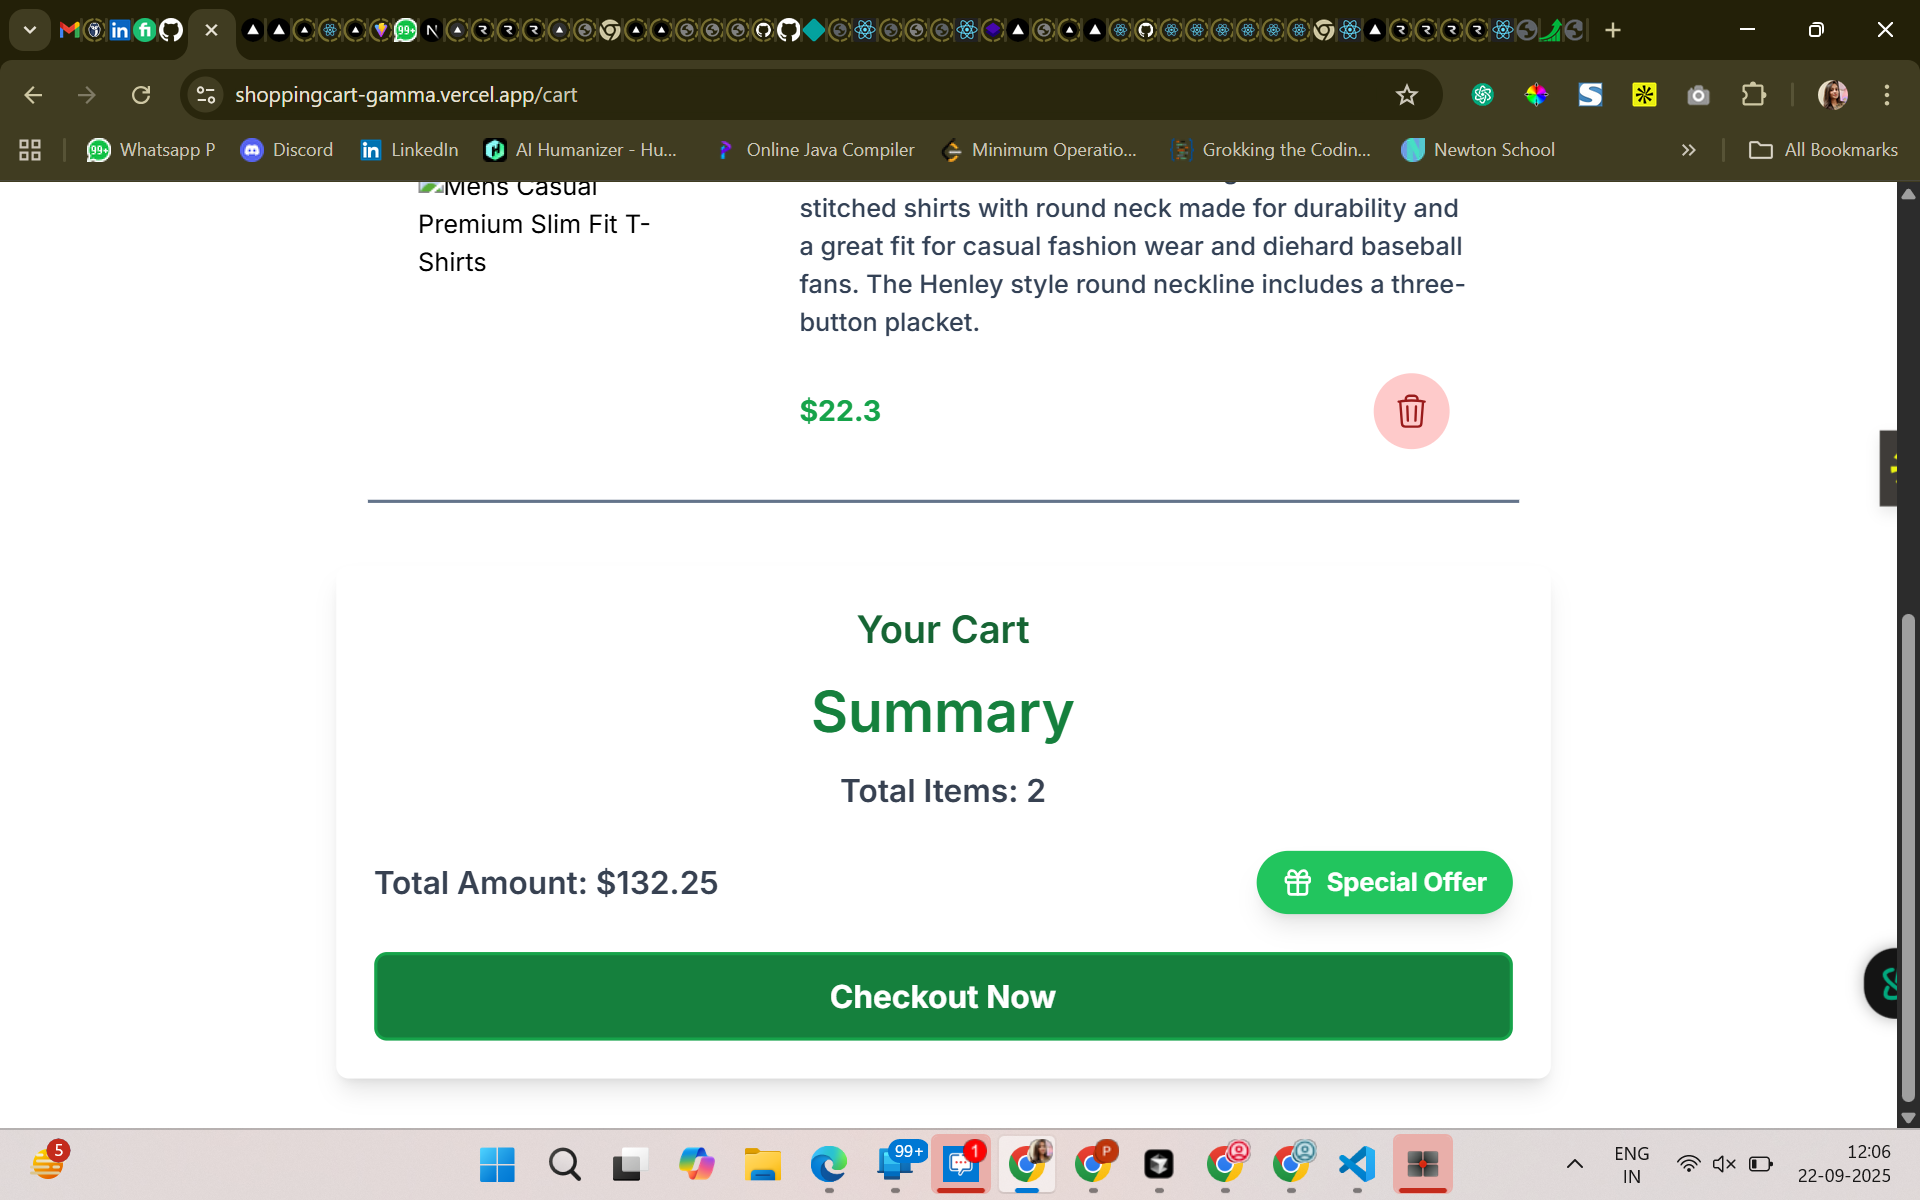 shoppingcart-gamma.vercel.app/cart
Whatsapp P
Discord
LinkedIn
AI Humanizer - Hu...
Online Java Compiler
Minimum Operatio...
Grokking the Codin...
Newton School
All Bookmarks
Mens Casual
Premium Slim Fit T-
Shirts
stitched shirts with round neck made for durability and
a great fit for casual fashion wear and diehard baseball
fans. The Henley style round neckline includes a three-
button placket.
$22.3
Your Cart
Summary
Total Items: 2
Total Amount: $132.25
Special Offer
Checkout Now
5
99+
1
P
ENG
IN
12:06
22-09-2025